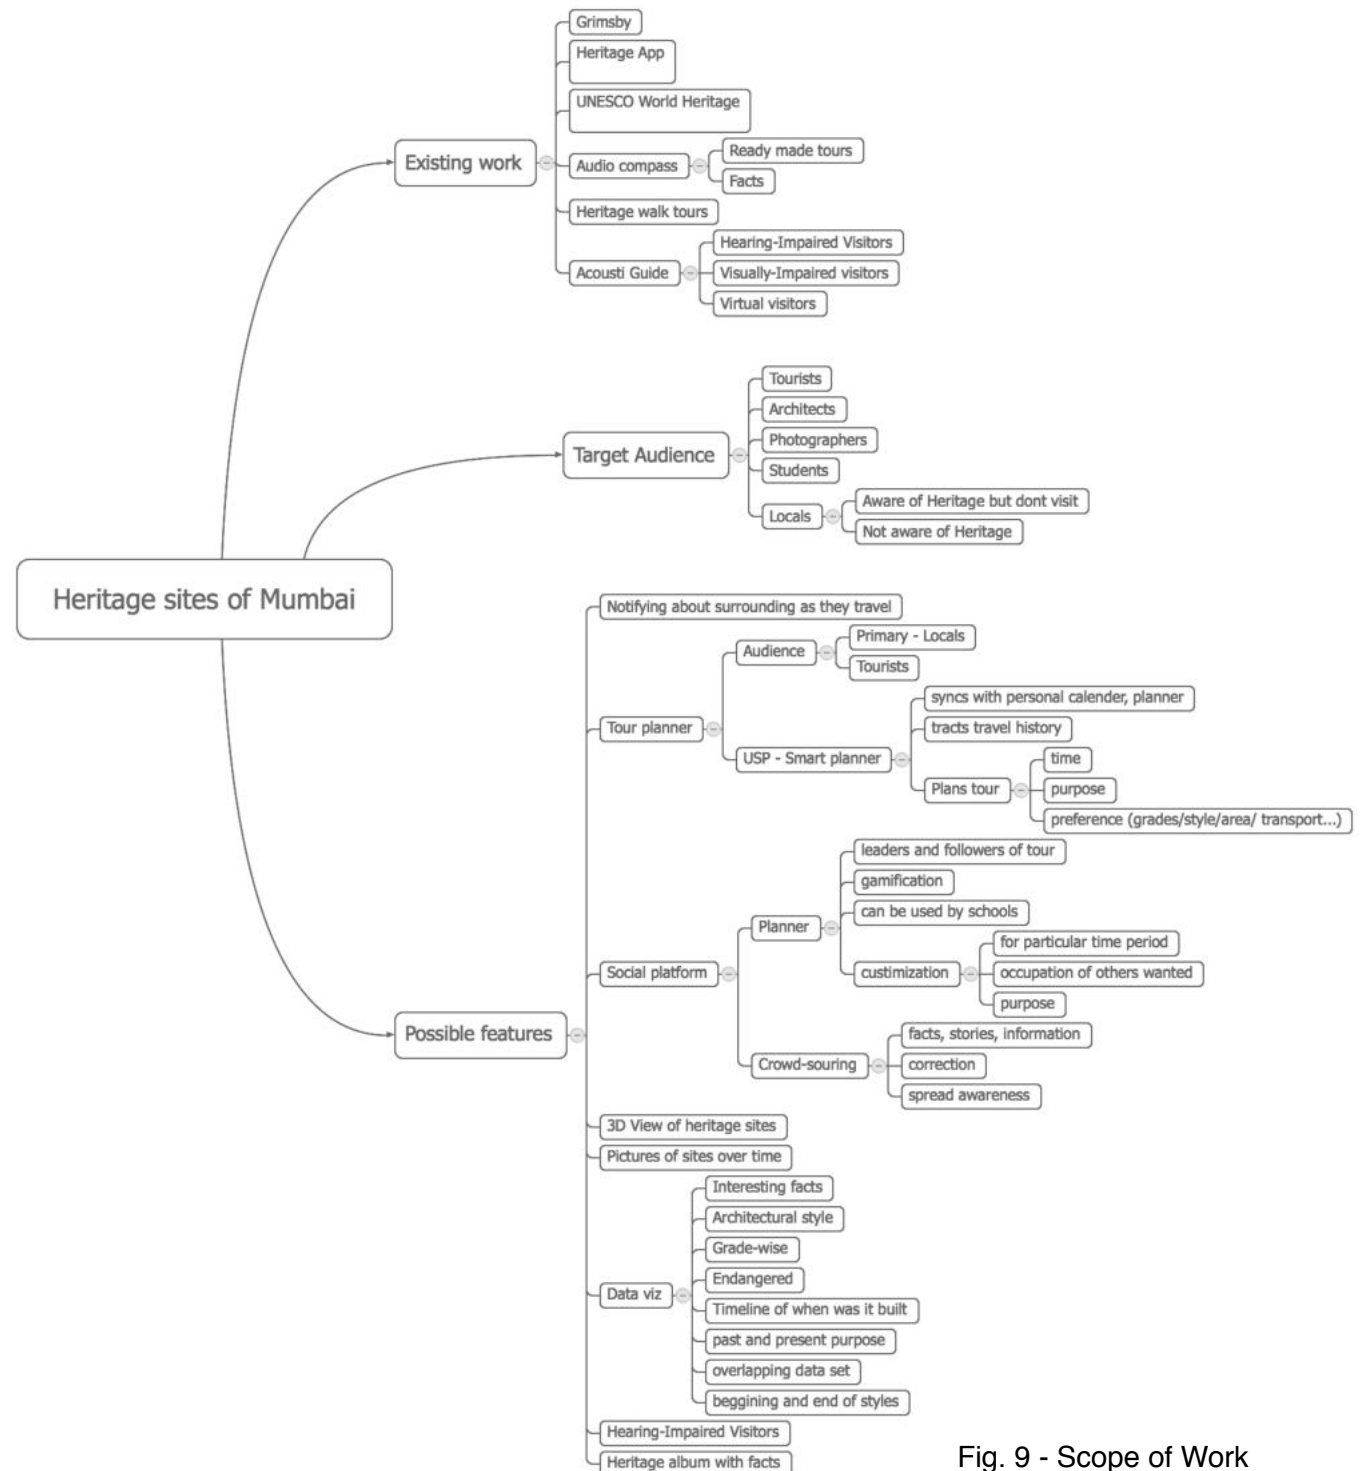 Grimsby
Heritage App
UNESCO World Heritage
Existing work
Audio compass
Ready made tours
Facts
Heritage walk tours
Acousti Guide
Hearing-Impaired Visitors
Visually-Impaired visitors
Virtual visitors
Target Audience
Tourists
Architects
Photographers
Students
Locals
Aware of Heritage but dont visit
Not aware of Heritage
Heritage sites of Mumbai
Possible features
Notifying about surrounding as they travel
Tour planner
Audience
Primary - Locals
Tourists
USP - Smart planner
syncs with personal calender, planner
tracts travel history
Plans tour
time
purpose
preference (grades/style/area/ transport...)
Social platform
Planner
leaders and followers of tour
gamification
can be used by schools
custimization
for particular time period
occupation of others wanted
purpose
Crowd-souring
facts, stories, information
correction
spread awareness
3D View of heritage sites
Pictures of sites over time
Data viz
Interesting facts
Architectural style
Grade-wise
Endangered
Timeline of when was it built
past and present purpose
overlapping data set
beggining and end of styles
Hearing-Impaired Visitors
Heritage album with facts
Fig. 9 - Scope of Work